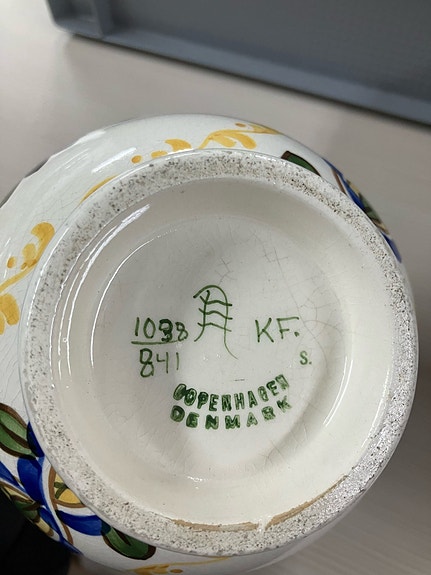 1038 KF.
841 S.
COPENHAGEN
DENMARK